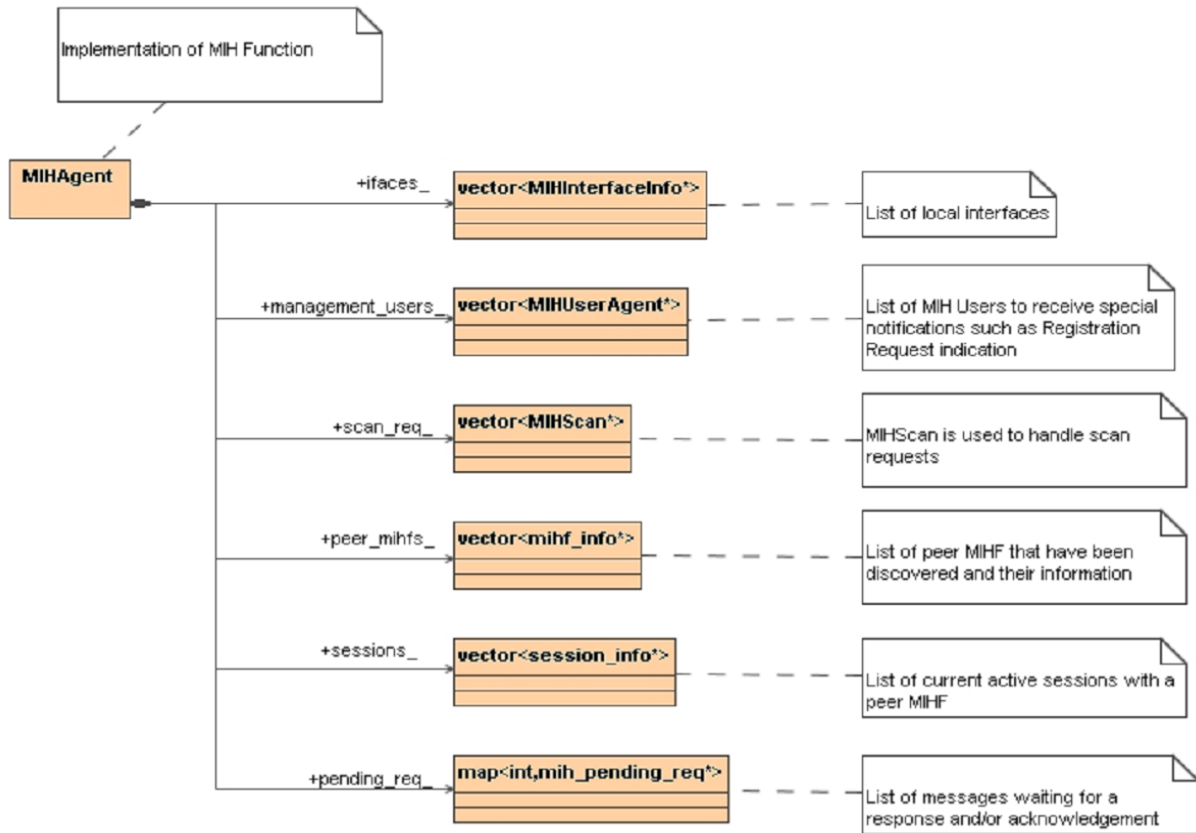 Implementation of MIH Function
MIHAgent
+ifaces_
vector<MIHInterfaceInfo*>
List of local interfaces
+management_users_
vector<MIHUserAgent*>
List of MIH Users to receive special
notifications such as Registration
Request indication
+scan_req_
vector<MIHScan*>
MIHScan is used to handle scan
requests
+peer_mihfs_
vector<mihf_info*>
List of peer MIHF that have been
discovered and their information
+sessions_
vector<session_info*>
List of current active sessions with a
peer MIHF
+pending_req_
map<int,mih_pending_req*>
List of messages waiting for a
response and/or acknowledgement